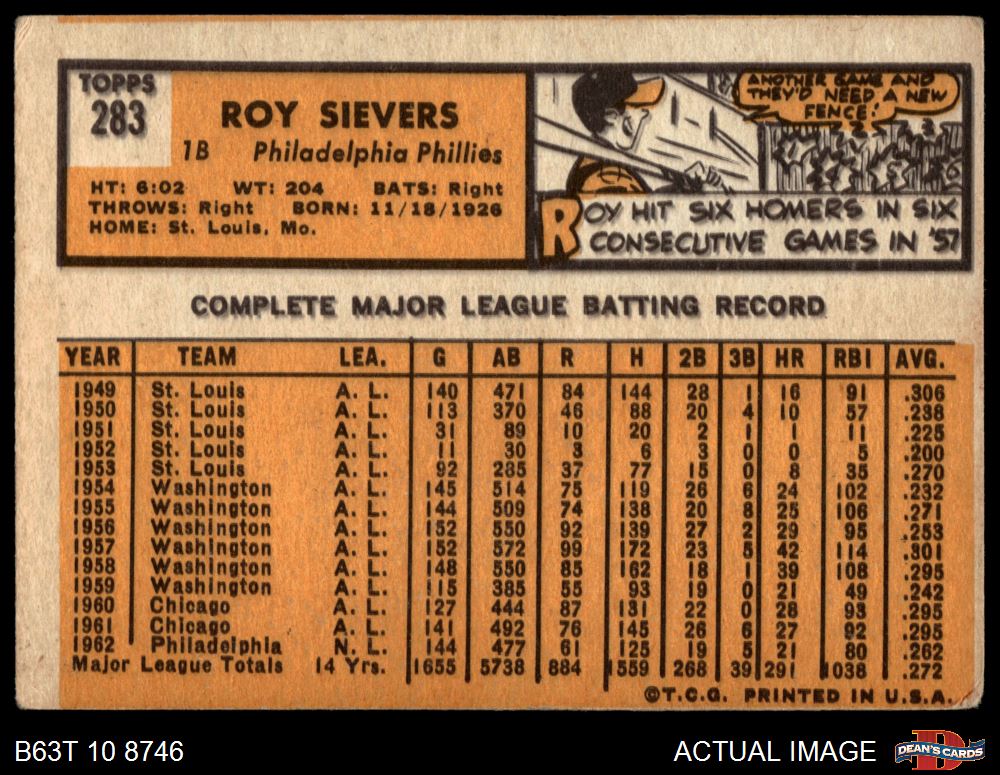 TOPPS
283
ROY SIEVERS
1B Philadelphia Phillies
HT: 6:02 WT: 204 BATS: Right
THROWS: Right BORN: 11/18/1926
HOME: St. Louis, Mo.
ANOTHER GAME AND
THEY'D NEED A NEW
FENCE!
ROY HIT SIX HOMERS IN SIX
CONSECUTIVE GAMES IN '57
COMPLETE MAJOR LEAGUE BATTING RECORD
YEAR TEAM LEA. G AB R H 2B 3B HR RBI AVG.
1949 St. Louis A. L. 140 471 84 144 28 1 16 91 .306
1950 St. Louis A. L. 113 370 46 88 20 4 10 57 .238
1951 St. Louis A. L. 31 89 10 20 2 1 1 11 .225
1952 St. Louis A. L. 11 30 3 6 3 0 0 5 .200
1953 St. Louis A. L. 92 285 37 77 15 0 8 35 .270
1954 Washington A. L. 145 514 75 119 26 6 24 102 .232
1955 Washington A. L. 144 509 74 138 20 8 25 106 .271
1956 Washington A. L. 152 550 92 139 27 2 29 95 .253
1957 Washington A. L. 152 572 99 172 23 5 42 114 .301
1958 Washington A. L. 148 550 85 162 18 1 39 108 .295
1959 Washington A. L. 115 385 55 93 19 0 21 49 .242
1960 Chicago A. L. 127 444 87 131 22 0 28 93 .295
1961 Chicago A. L. 141 492 76 145 26 6 27 92 .295
1962 Philadelphia N. L. 144 477 61 125 19 5 21 80 .262
Major League Totals 14 Yrs. 1655 5738 884 1559 268 39 291 1038 .272
©T.C.G. PRINTED IN U.S.A.
B63T 10 8746 ACTUAL IMAGE DEAN'S CARDS